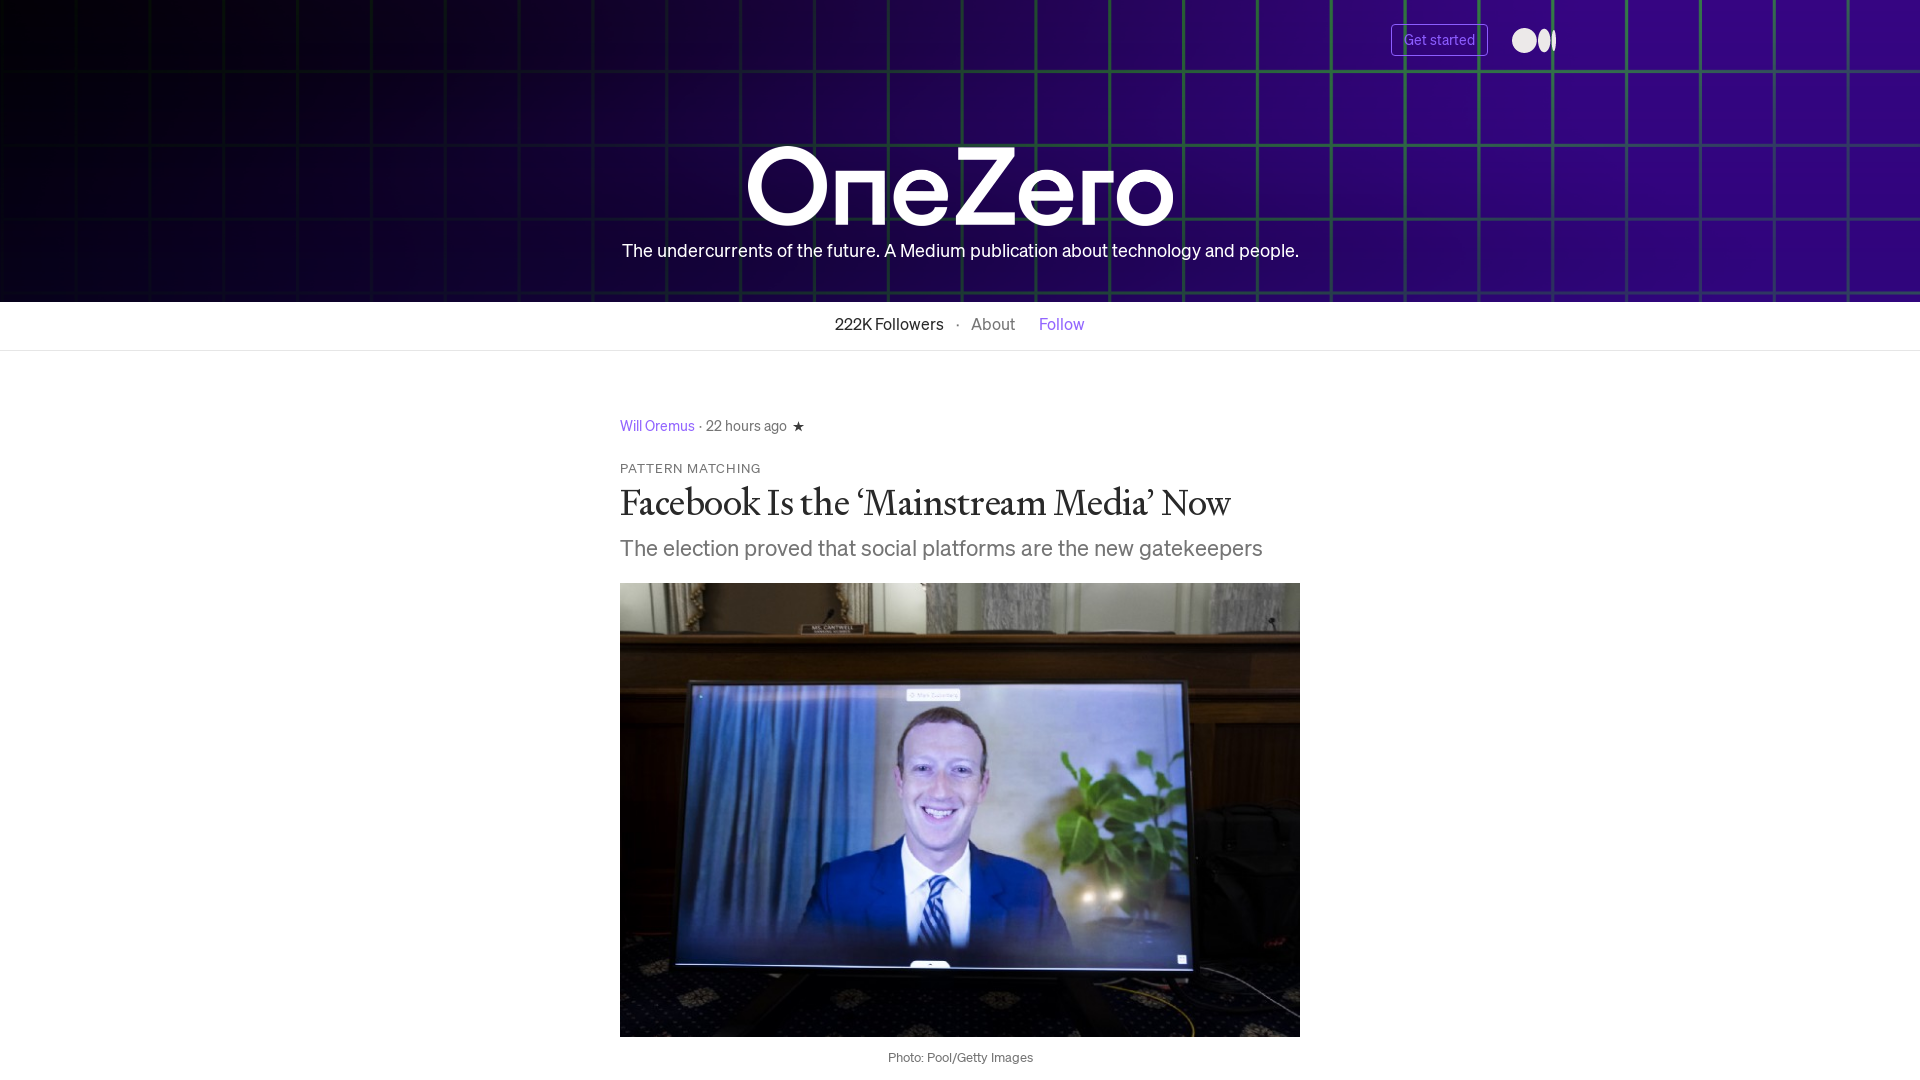 Get started
OneZero
The undercurrents of the future. A Medium publication about technology and people.
222K Followers · About Follow
Will Oremus · 22 hours ago ★
PATTERN MATCHING
Facebook Is the ‘Mainstream Media’ Now
The election proved that social platforms are the new gatekeepers
MS. CANTWELL
Photo: Pool/Getty Images